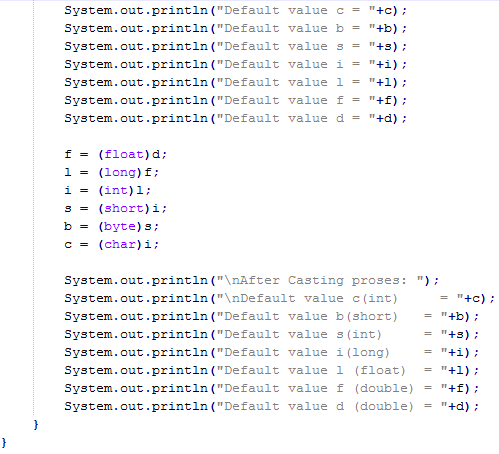 System.out.println("Default value c = "+c);
System.out.println("Default value b = "+b);
System.out.println("Default value s = "+s);
System.out.println("Default value i = "+i);
System.out.println("Default value l = "+l);
System.out.println("Default value f = "+f);
System.out.println("Default value d = "+d);
f = (float)d;
l = (long)f;
i = (int)l;
s = (short)i;
b = (byte)s;
c = (char)i;
System.out.println("\nAfter Casting proses: ");
System.out.println("\nDefault value c(int)     = "+c);
System.out.println("Default value b(short)   = "+b);
System.out.println("Default value s(int)     = "+s);
System.out.println("Default value i(long)    = "+i);
System.out.println("Default value l (float)  = "+l);
System.out.println("Default value f (double) = "+f);
System.out.println("Default value d (double) = "+d);
}
}